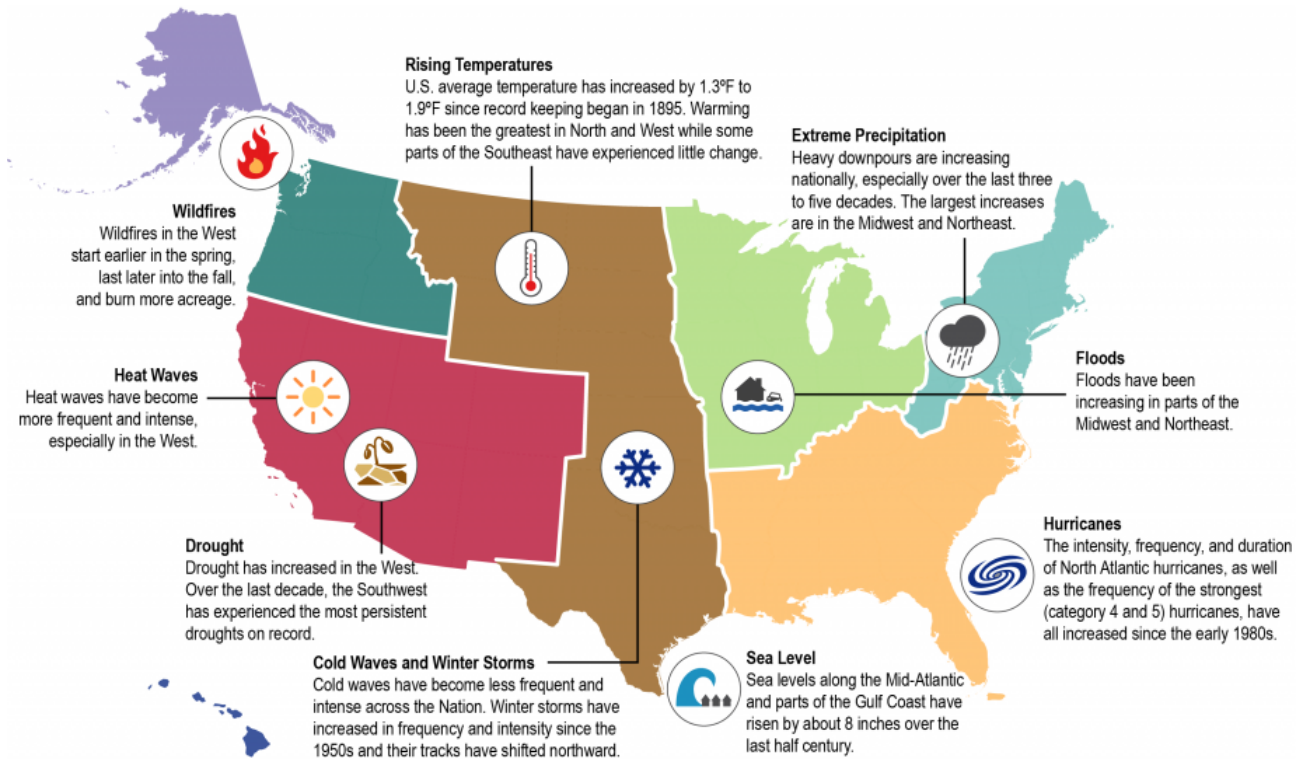 Rising Temperatures
U.S. average temperature has increased by 1.3ºF to
1.9ºF since record keeping began in 1895. Warming
has been the greatest in North and West while some
parts of the Southeast have experienced little change.
Extreme Precipitation
Heavy downpours are increasing
nationally, especially over the last three
to five decades. The largest increases
are in the Midwest and Northeast.
Wildfires
Wildfires in the West
start earlier in the spring,
last later into the fall,
and burn more acreage.
Heat Waves
Heat waves have become
more frequent and intense,
especially in the West.
Floods
Floods have been
increasing in parts of the
Midwest and Northeast.
Drought
Drought has increased in the West.
Over the last decade, the Southwest
has experienced the most persistent
droughts on record.
Hurricanes
The intensity, frequency, and duration
of North Atlantic hurricanes, as well
as the frequency of the strongest
(category 4 and 5) hurricanes, have
all increased since the early 1980s.
Cold Waves and Winter Storms
Cold waves have become less frequent and
intense across the Nation. Winter storms have
increased in frequency and intensity since the
1950s and their tracks have shifted northward.
Sea Level
Sea levels along the Mid-Atlantic
and parts of the Gulf Coast have
risen by about 8 inches over the
last half century.